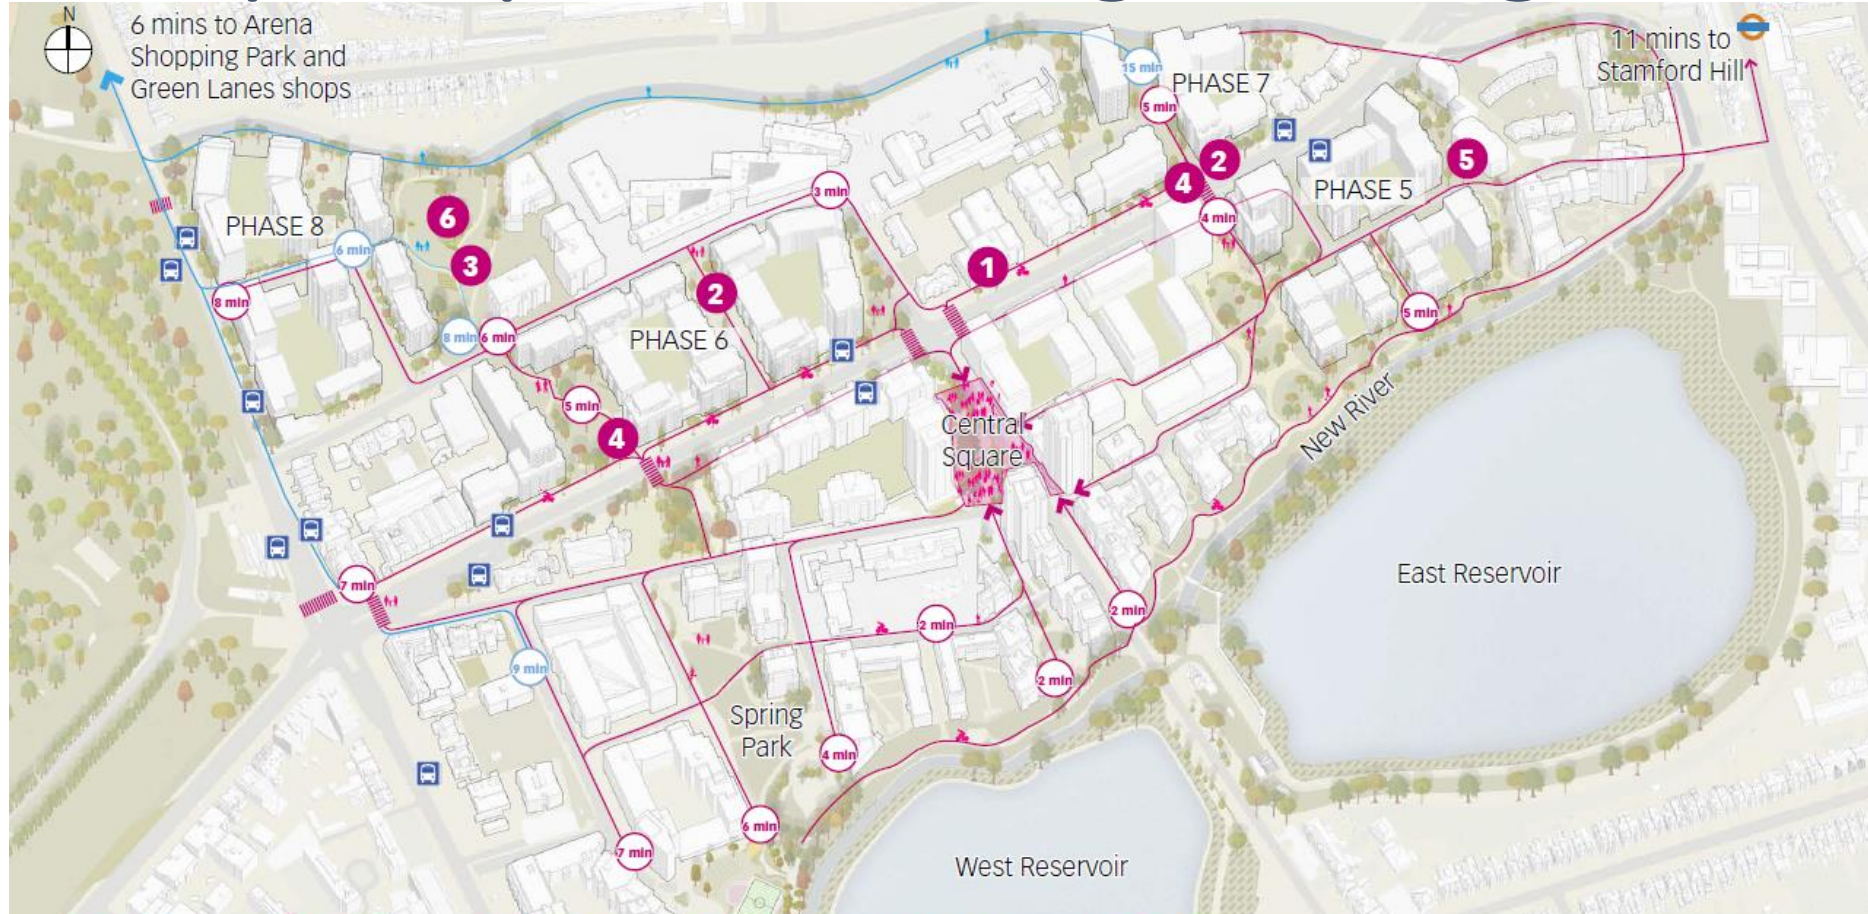 N
6 mins to Arena
Shopping Park and
Green Lanes shops
11 mins to
Stamford Hill
15 min
PHASE 7
5 min
2
5
4
PHASE 5
3 min
6
PHASE 8
4 min
6 min
3
1
2
8 min
5 min
8 min
6 min
PHASE 6
5 min
Central
Square
New River
4
East Reservoir
7 min
2 min
2 min
9 min
2 min
Spring
Park
4 min
6 min
7 min
West Reservoir